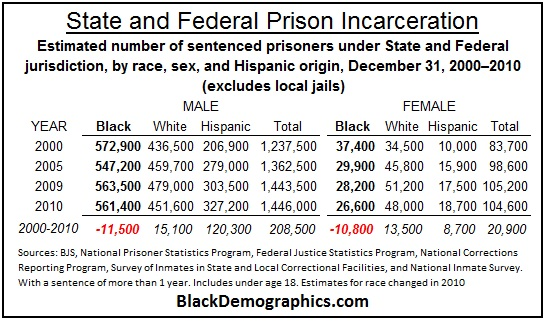 State and Federal Prison Incarceration
Estimated number of sentenced prisoners under State and Federal
jurisdiction, by race, sex, and Hispanic origin, December 31, 2000–2010
(excludes local jails)
MALE FEMALE
YEAR Black White Hispanic Total Black White Hispanic Total
2000 572,900 436,500 206,900 1,237,500 37,400 34,500 10,000 83,700
2005 547,200 459,700 279,000 1,362,500 29,900 45,800 15,900 98,600
2009 563,500 479,000 303,500 1,443,500 28,200 51,200 17,500 105,200
2010 561,400 451,600 327,200 1,446,000 26,600 48,000 18,700 104,600
2000-2010 -11,500 15,100 120,300 208,500 -10,800 13,500 8,700 20,900
Sources: BJS, National Prisoner Statistics Program, Federal Justice Statistics Program, National Corrections
Reporting Program, Survey of Inmates in State and Local Correctional Facilities, and National Inmate Survey.
With a sentence of more than 1 year. Includes under age 18. Estimates for race changed in 2010
BlackDemographics.com